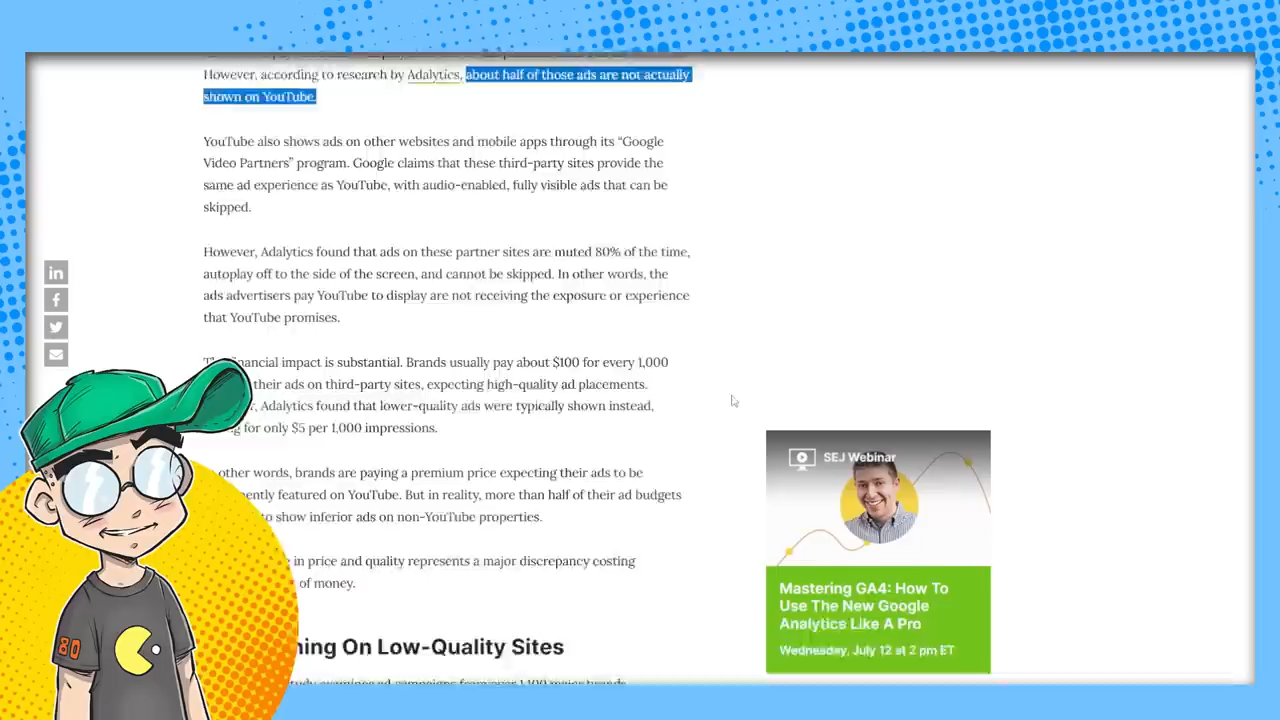 However, according to research by Adalytics, about half of those ads are not actually
shown on YouTube.
YouTube also shows ads on other websites and mobile apps through its “Google
Video Partners” program. Google claims that these third-party sites provide the
same ad experience as YouTube, with audio-enabled, fully visible ads that can be
skipped.
However, Adalytics found that ads on these partner sites are muted 80% of the time,
autoplay off to the side of the screen, and cannot be skipped. In other words, the
ads advertisers pay YouTube to display are not receiving the exposure or experience
that YouTube promises.
financial impact is substantial. Brands usually pay about $100 for every 1,000
their ads on third-party sites, expecting high-quality ad placements.
Adalytics found that lower-quality ads were typically shown instead,
for only $5 per 1,000 impressions.
other words, brands are paying a premium price expecting their ads to be
featured on YouTube. But in reality, more than half of their ad budgets
to show inferior ads on non-YouTube properties.
in price and quality represents a major discrepancy costing
of money.
On Low-Quality Sites
examined ad campaigns from over 1,100 major brands
in
f
SEJ Webinar
Mastering GA4: How To
Use The New Google
Analytics Like A Pro
Wednesday, July 12 at 2 pm ET
80